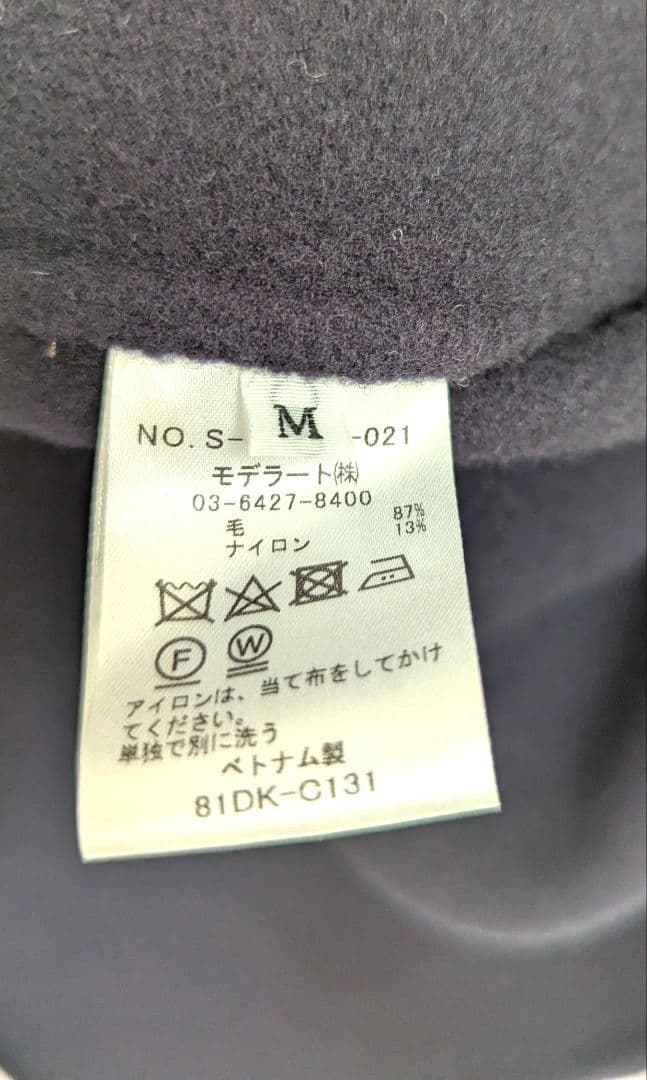 M
NO. S- -021
モデラート㈱
03-6427-8400
毛 87%
ナイロン 13%
F W
アイロンは、当て布をしてかけ
てください。
単独で別に洗う
ベトナム製
81DK-C131